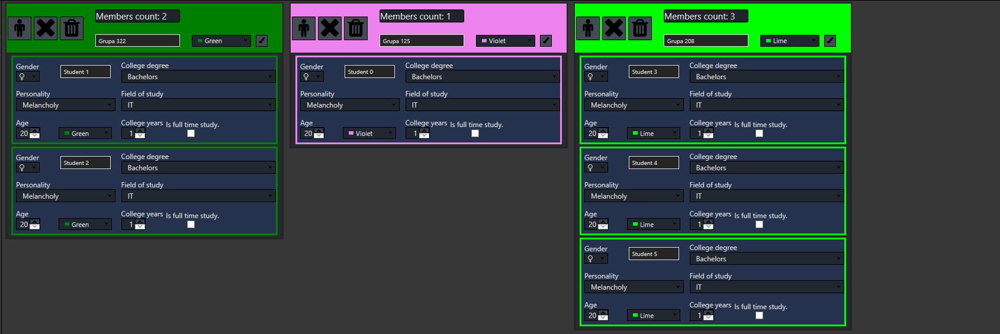 Members count: 2
Grupa 322
Green
Gender
♀
Student 1
College degree
Bachelors
Personality
Melancholy
Field of study
IT
Age
20
Green
College years
1
Is full time study.
Gender
♀
Student 2
College degree
Bachelors
Personality
Melancholy
Field of study
IT
Age
20
Green
College years
1
Is full time study.
Members count: 1
Grupa 125
Violet
Gender
♀
Student 0
College degree
Bachelors
Personality
Melancholy
Field of study
IT
Age
20
Violet
College years
1
Is full time study.
Members count: 3
Grupa 208
Lime
Gender
♀
Student 3
College degree
Bachelors
Personality
Melancholy
Field of study
IT
Age
20
Lime
College years
1
Is full time study.
Gender
♀
Student 4
College degree
Bachelors
Personality
Melancholy
Field of study
IT
Age
20
Lime
College years
1
Is full time study.
Gender
♀
Student 5
College degree
Bachelors
Personality
Melancholy
Field of study
IT
Age
20
Lime
College years
1
Is full time study.